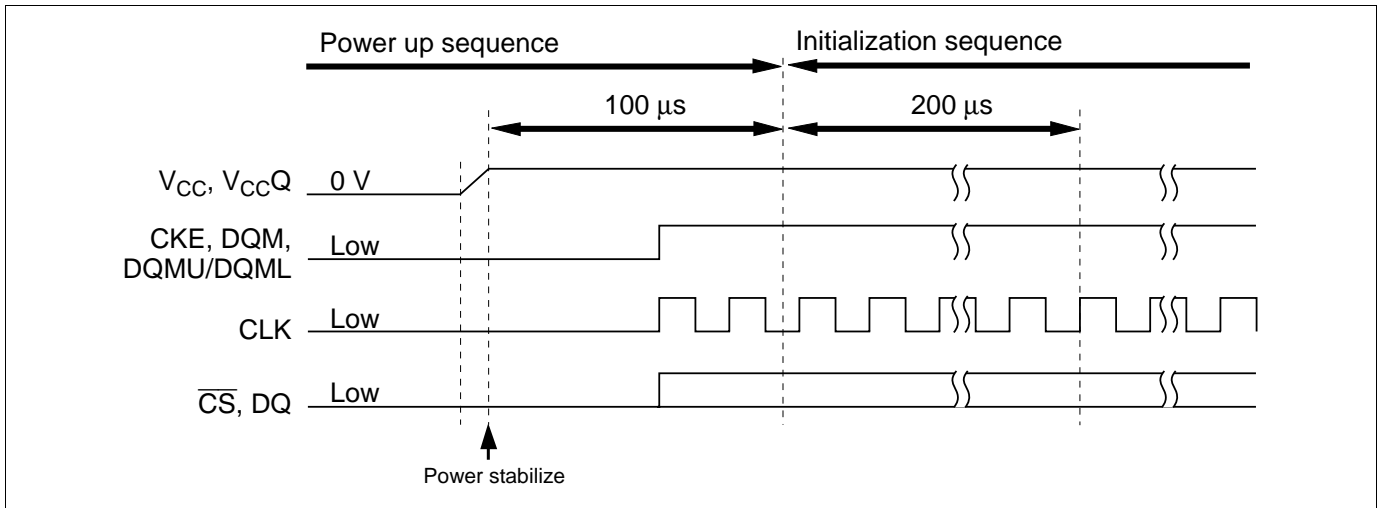 Power up sequence
Initialization sequence
100 μs
200 μs
VCC, VCCQ
0 V
CKE, DQM,
DQMU/DQML
Low
CLK
Low
C̅S̅, DQ
Low
Power stabilize